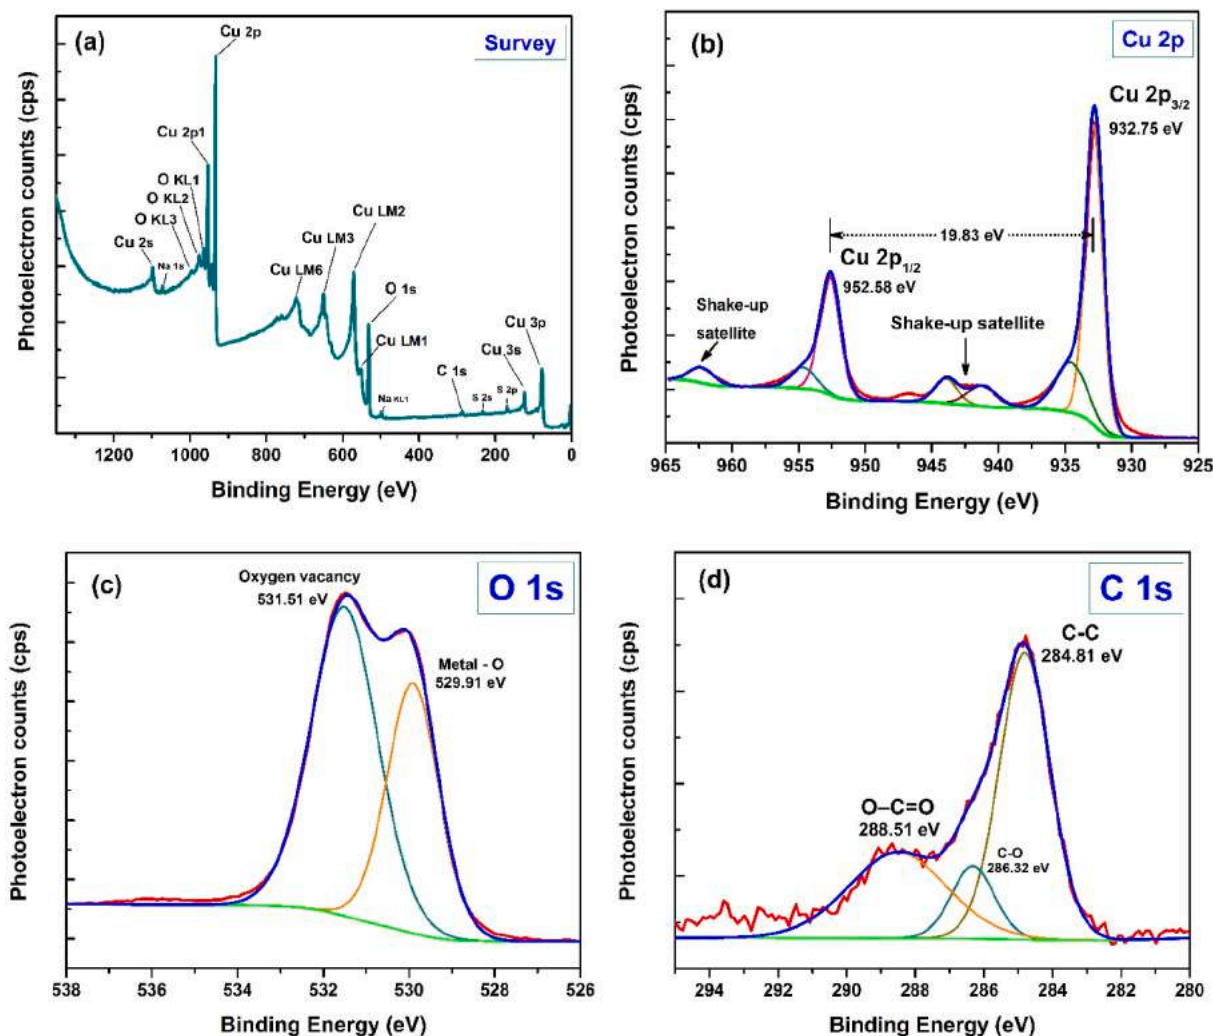 (a)
Survey
Cu 2p
Cu 2p1
O KL1
O KL2
O KL3
Cu 2s
Na 1s
Cu LM2
Cu LM3
Cu LM6
O 1s
Cu LM1
Cu 3p
Cu 3s
C 1s
S 2s
S 2p
Na KL1
Photoelectron counts (cps)
1200 1000 800 600 400 200 0
Binding Energy (eV)
(b)
Cu 2p
Cu 2p3/2
932.75 eV
19.83 eV
Cu 2p1/2
952.58 eV
Shake-up
satellite
Shake-up satellite
Photoelectron counts (cps)
965 960 955 950 945 940 935 930 925
Binding Energy (eV)
(c)
O 1s
Oxygen vacancy
531.51 eV
Metal - O
529.91 eV
Photoelectron counts (cps)
538 536 534 532 530 528 526
Binding Energy (eV)
(d)
C 1s
C-C
284.81 eV
O–C=O
288.51 eV
C-O
286.32 eV
Photoelectron counts (cps)
294 292 290 288 286 284 282 280
Binding Energy (eV)